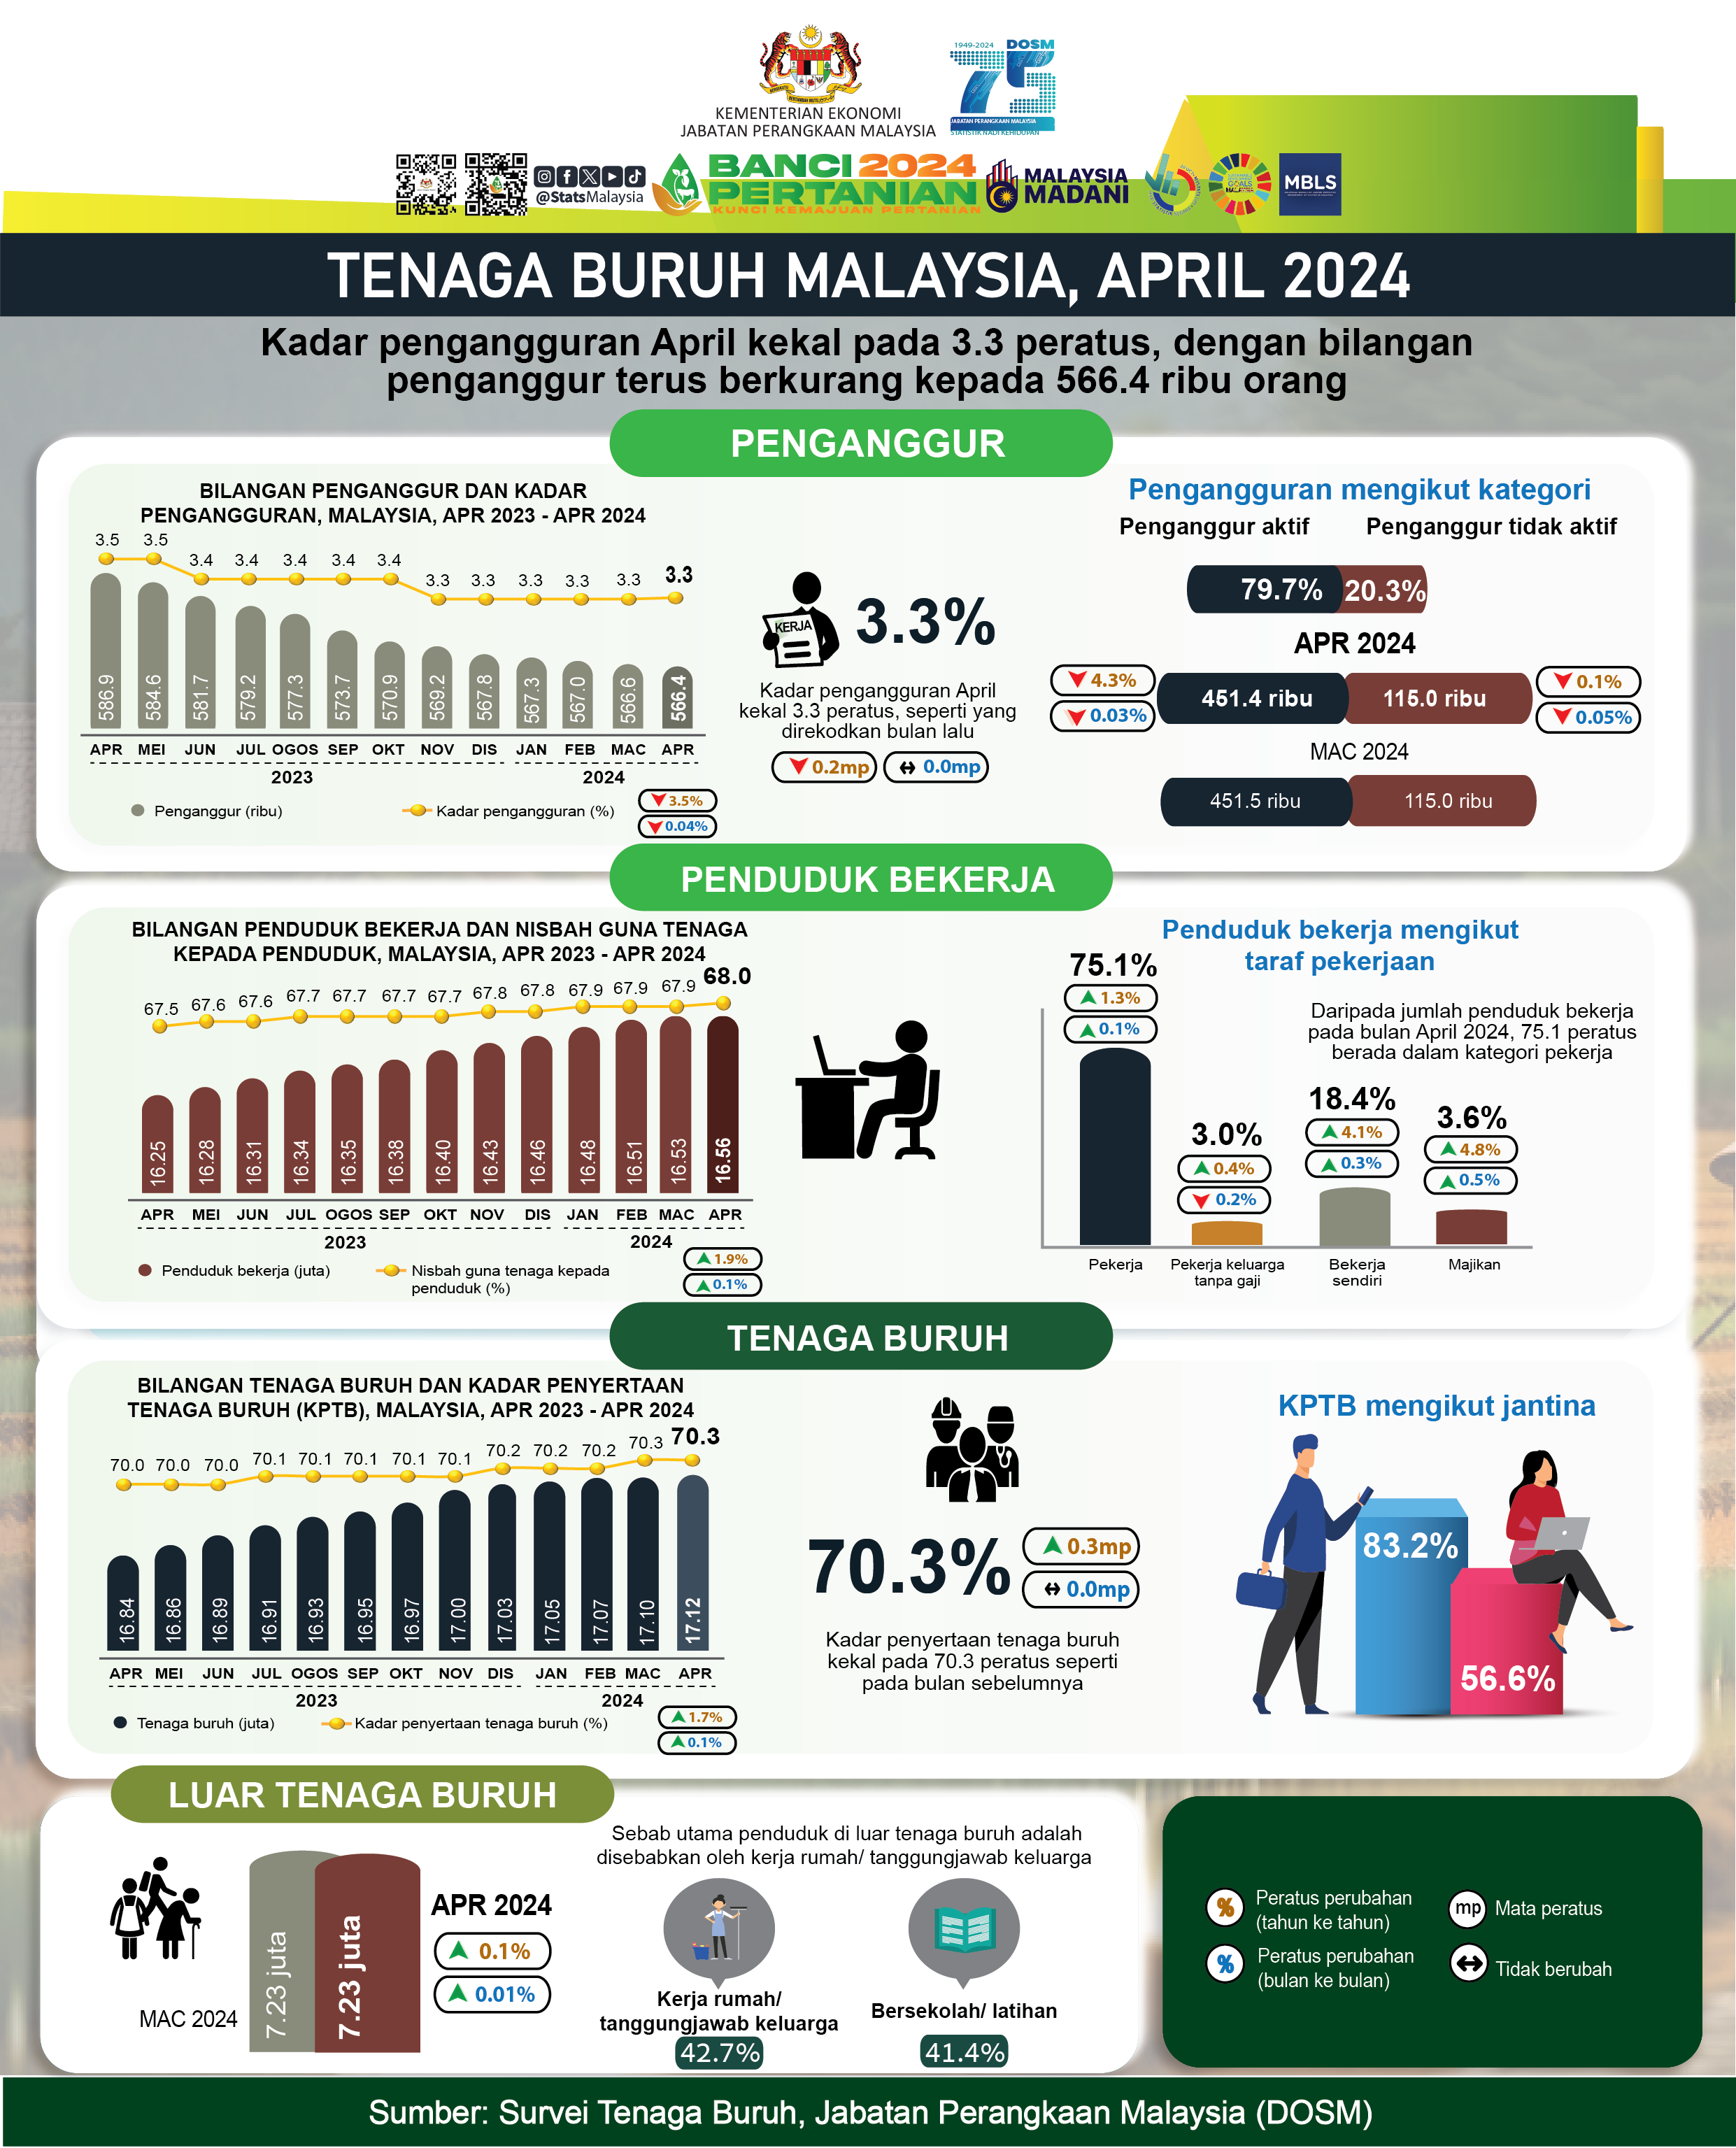 KEMENTERIAN EKONOMI
JABATAN PERANGKAAN MALAYSIA
1949-2024 DOSM
75
JABATAN PERANGKAAN MALAYSIA
STATISTIK NADI KEHIDUPAN
@StatsMalaysia
BANCI 2024
PERTANIAN
KUNCI KEMAJUAN PERTANIAN
MALAYSIA
MADANI
MBLS
TENAGA BURUH MALAYSIA, APRIL 2024
Kadar pengangguran April kekal pada 3.3 peratus, dengan bilangan
penganggur terus berkurang kepada 566.4 ribu orang
PENGANGGUR
BILANGAN PENGANGGUR DAN KADAR
PENGANGGURAN, MALAYSIA, APR 2023 - APR 2024
3.5 3.5 3.4 3.4 3.4 3.4 3.4 3.3 3.3 3.3 3.3 3.3 3.3
586.9 584.6 581.7 579.2 577.3 573.7 570.9 569.2 567.8 567.3 567.0 566.6 566.4
APR MEI JUN JUL OGOS SEP OKT NOV DIS JAN FEB MAC APR
2023 2024
Penganggur (ribu) Kadar pengangguran (%)
3.5%
0.04%
KERJA
3.3%
Kadar pengangguran April
kekal 3.3 peratus, seperti yang
direkodkan bulan lalu
0.2mp 0.0mp
Pengangguran mengikut kategori
Penganggur aktif Penganggur tidak aktif
79.7% 20.3%
APR 2024
4.3% 451.4 ribu 115.0 ribu 0.1%
0.03% 0.05%
MAC 2024
451.5 ribu 115.0 ribu
PENDUDUK BEKERJA
BILANGAN PENDUDUK BEKERJA DAN NISBAH GUNA TENAGA
KEPADA PENDUDUK, MALAYSIA, APR 2023 - APR 2024
67.5 67.6 67.6 67.7 67.7 67.7 67.7 67.8 67.8 67.9 67.9 67.9 68.0
16.25 16.28 16.31 16.34 16.35 16.38 16.40 16.43 16.46 16.48 16.51 16.53 16.56
APR MEI JUN JUL OGOS SEP OKT NOV DIS JAN FEB MAC APR
2023 2024
Penduduk bekerja (juta) Nisbah guna tenaga kepada
penduduk (%)
1.9%
0.1%
Penduduk bekerja mengikut
taraf pekerjaan
Daripada jumlah penduduk bekerja
pada bulan April 2024, 75.1 peratus
berada dalam kategori pekerja
75.1%
1.3%
0.1%
3.0%
0.4%
0.2%
18.4%
4.1%
0.3%
3.6%
4.8%
0.5%
Pekerja
Pekerja keluarga
tanpa gaji
Bekerja
sendiri
Majikan
TENAGA BURUH
BILANGAN TENAGA BURUH DAN KADAR PENYERTAAN
TENAGA BURUH (KPTB), MALAYSIA, APR 2023 - APR 2024
70.0 70.0 70.0 70.1 70.1 70.1 70.1 70.1 70.2 70.2 70.2 70.3 70.3
16.84 16.86 16.89 16.91 16.93 16.95 16.97 17.00 17.03 17.05 17.07 17.10 17.12
APR MEI JUN JUL OGOS SEP OKT NOV DIS JAN FEB MAC APR
2023 2024
Tenaga buruh (juta) Kadar penyertaan tenaga buruh (%)
1.7%
0.1%
70.3%
0.3mp
0.0mp
Kadar penyertaan tenaga buruh
kekal pada 70.3 peratus seperti
pada bulan sebelumnya
KPTB mengikut jantina
83.2%
56.6%
LUAR TENAGA BURUH
MAC 2024
7.23 juta
7.23 juta
APR 2024
0.1%
0.01%
Sebab utama penduduk di luar tenaga buruh adalah
disebabkan oleh kerja rumah/ tanggungjawab keluarga
Kerja rumah/
tanggungjawab keluarga
42.7%
Bersekolah/ latihan
41.4%
% Peratus perubahan
(tahun ke tahun)
mp Mata peratus
% Peratus perubahan
(bulan ke bulan)
Tidak berubah
Sumber: Survei Tenaga Buruh, Jabatan Perangkaan Malaysia (DOSM)